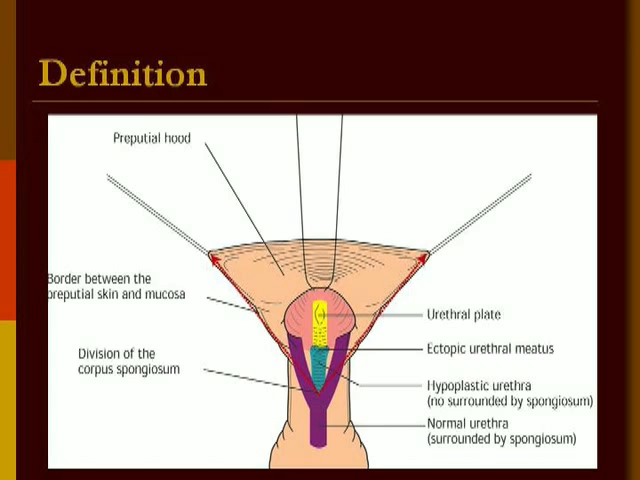 Definition
Preputial hood
Border between the
preputial skin and mucosa
Division of the
corpus spongiosum
Urethral plate
Ectopic urethral meatus
Hypoplastic urethra
(no surrounded by spongiosum)
Normal urethra
(surrounded by spongiosum)